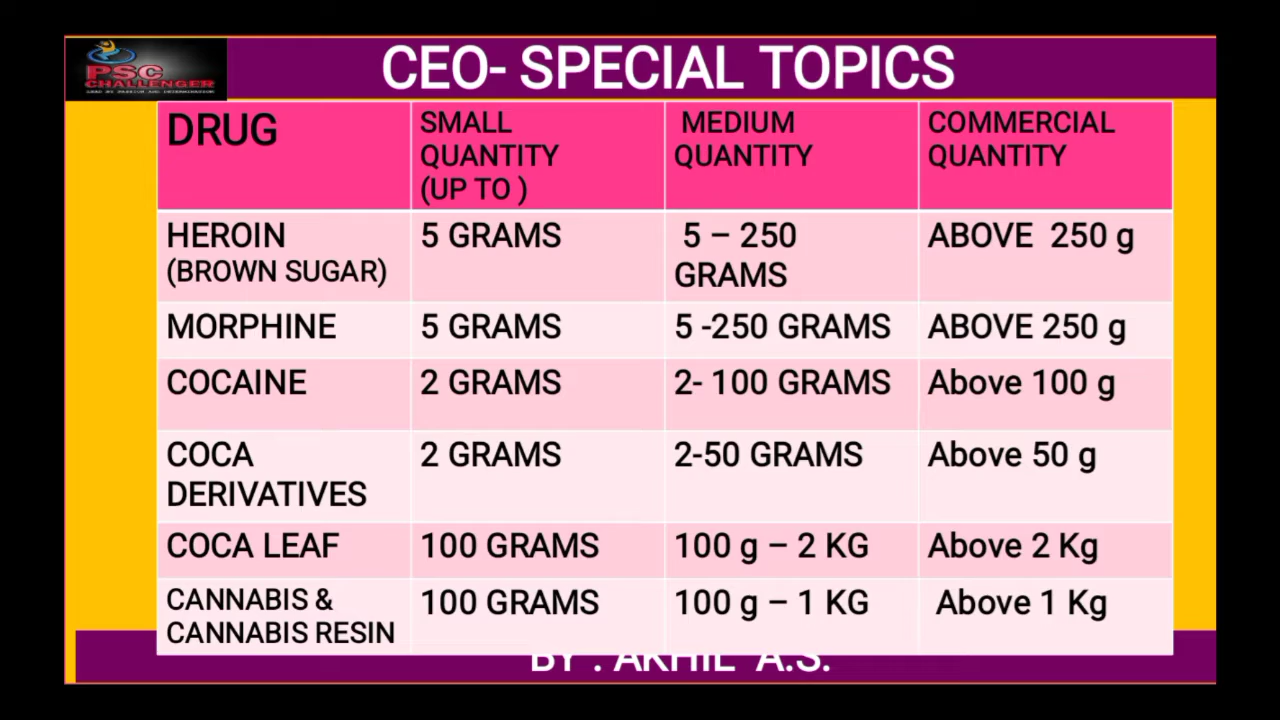 PSC
CHALLENGER
CEO- SPECIAL TOPICS
DRUG
SMALL
QUANTITY
(UP TO )
MEDIUM
QUANTITY
COMMERCIAL
QUANTITY
HEROIN
(BROWN SUGAR)
5 GRAMS
5 – 250
GRAMS
ABOVE 250 g
MORPHINE
5 GRAMS
5 -250 GRAMS
ABOVE 250 g
COCAINE
2 GRAMS
2- 100 GRAMS
Above 100 g
COCA
DERIVATIVES
2 GRAMS
2-50 GRAMS
Above 50 g
COCA LEAF
100 GRAMS
100 g – 2 KG
Above 2 Kg
CANNABIS &
CANNABIS RESIN
100 GRAMS
100 g – 1 KG
Above 1 Kg
BY : AKHIL A.S.